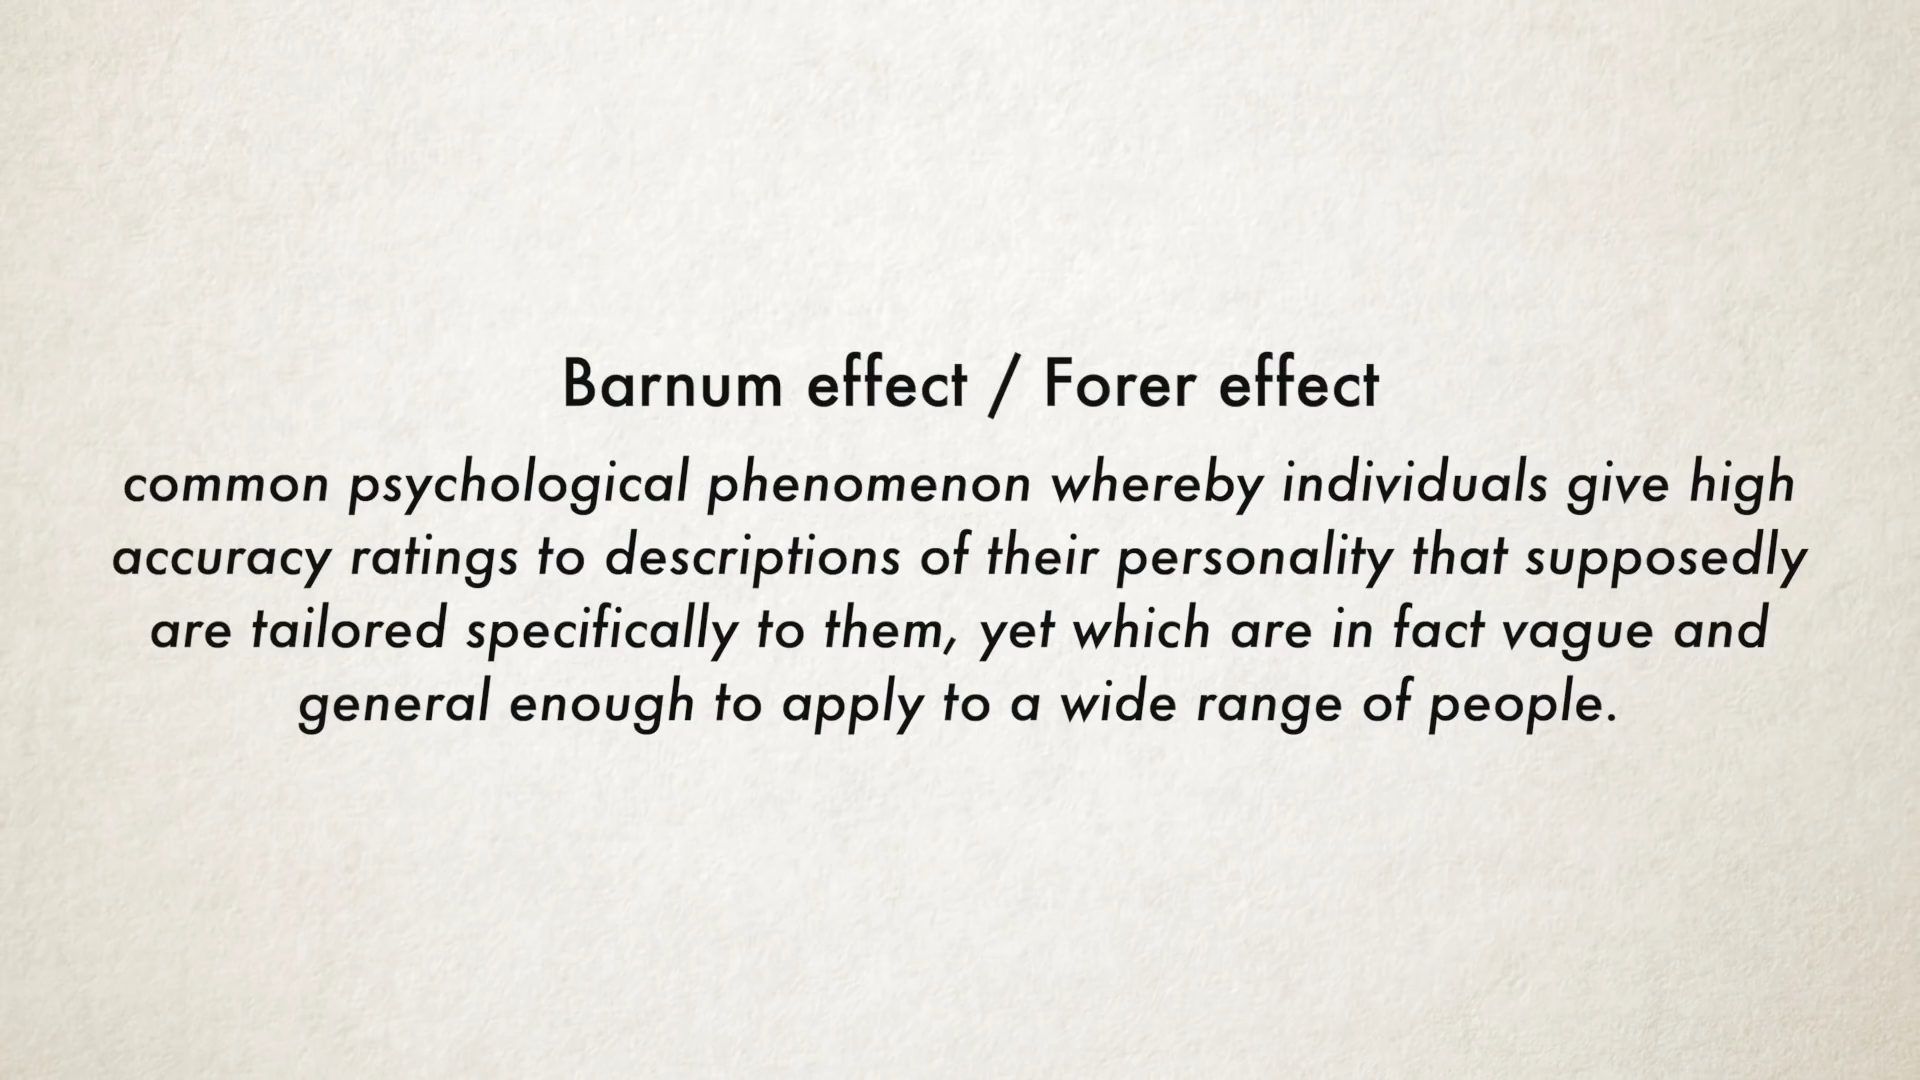 Barnum effect / Forer effect
common psychological phenomenon whereby individuals give high
accuracy ratings to descriptions of their personality that supposedly
are tailored specifically to them, yet which are in fact vague and
general enough to apply to a wide range of people.